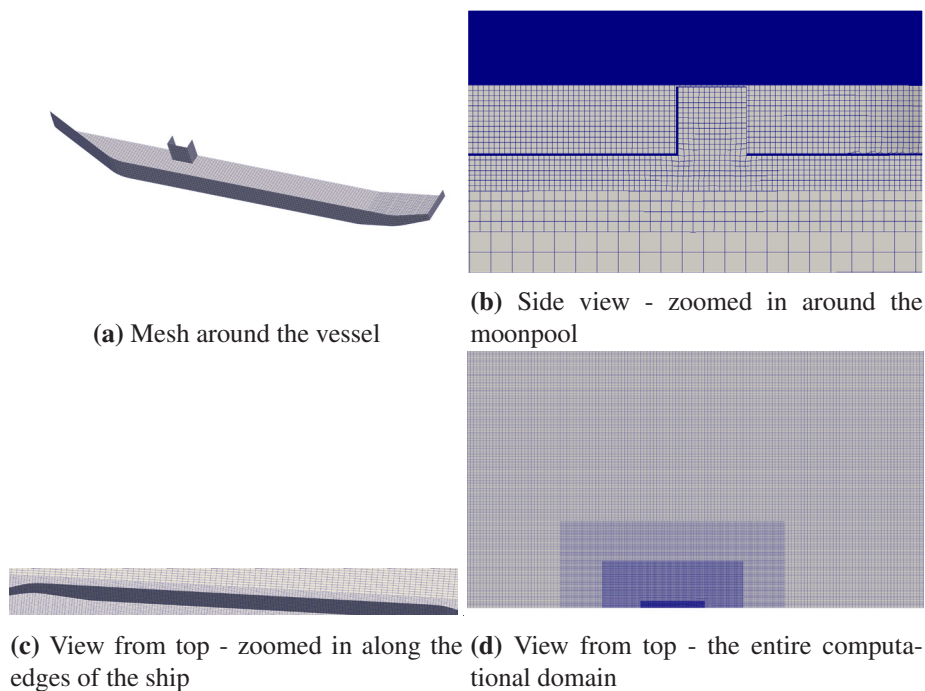 (a) Mesh around the vessel
(b) Side view - zoomed in around the
moonpool
(c) View from top - zoomed in along the
edges of the ship
(d) View from top - the entire computa-
tional domain